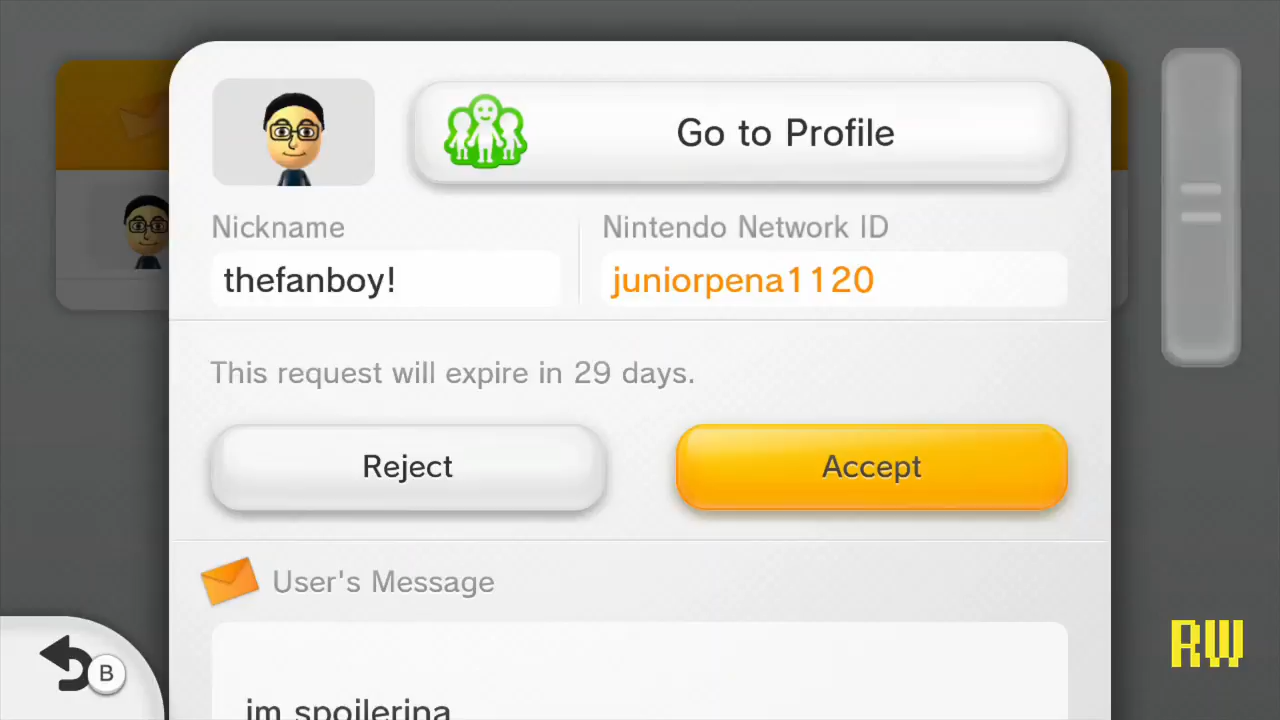 Go to Profile
Nickname
Nintendo Network ID
thefanboy!
juniorpena1120
This request will expire in 29 days.
Reject
Accept
User's Message
im spoilerina
B
RW